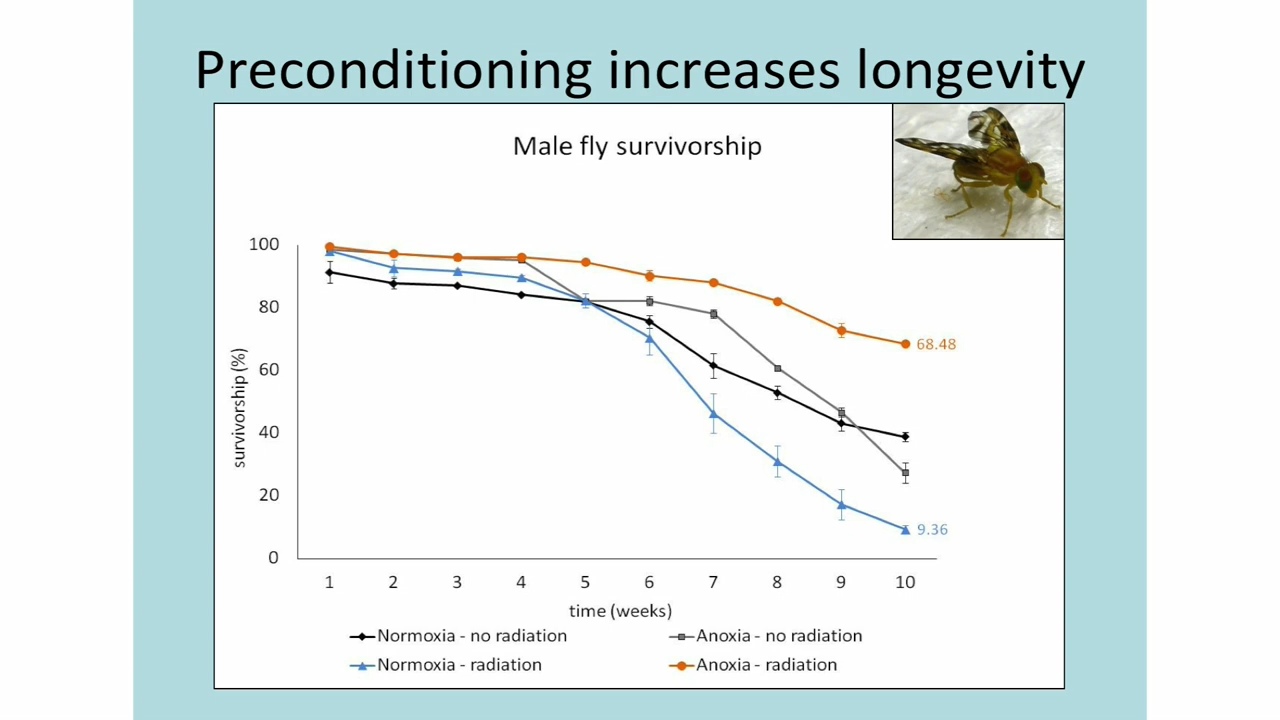 Preconditioning increases longevity
Male fly survivorship
100
80
60
40
20
0
survivorship (%)
68.48
9.36
1 2 3 4 5 6 7 8 9 10
time (weeks)
Normoxia - no radiation Anoxia - no radiation
Normoxia - radiation Anoxia - radiation